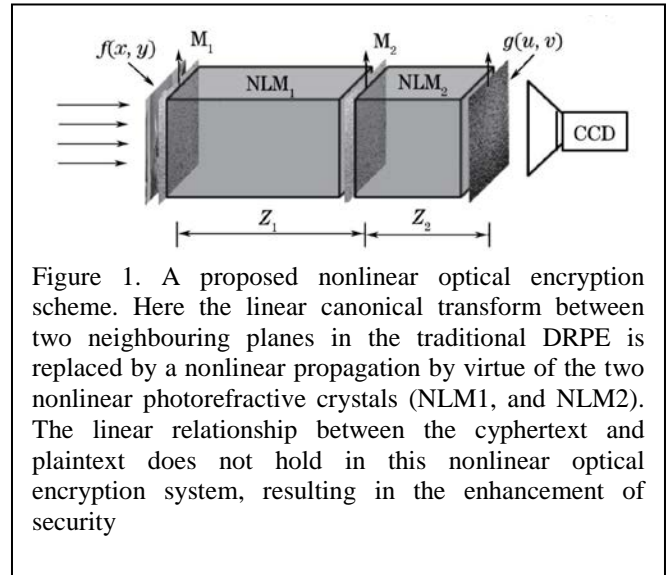 f(x, y)
M1
M2
g(u, v)
NLM1
NLM2
CCD
Z1
Z2
Figure 1. A proposed nonlinear optical encryption
scheme. Here the linear canonical transform between
two neighbouring planes in the traditional DRPE is
replaced by a nonlinear propagation by virtue of the two
nonlinear photorefractive crystals (NLM1, and NLM2).
The linear relationship between the cyphertext and
plaintext does not hold in this nonlinear optical
encryption system, resulting in the enhancement of
security